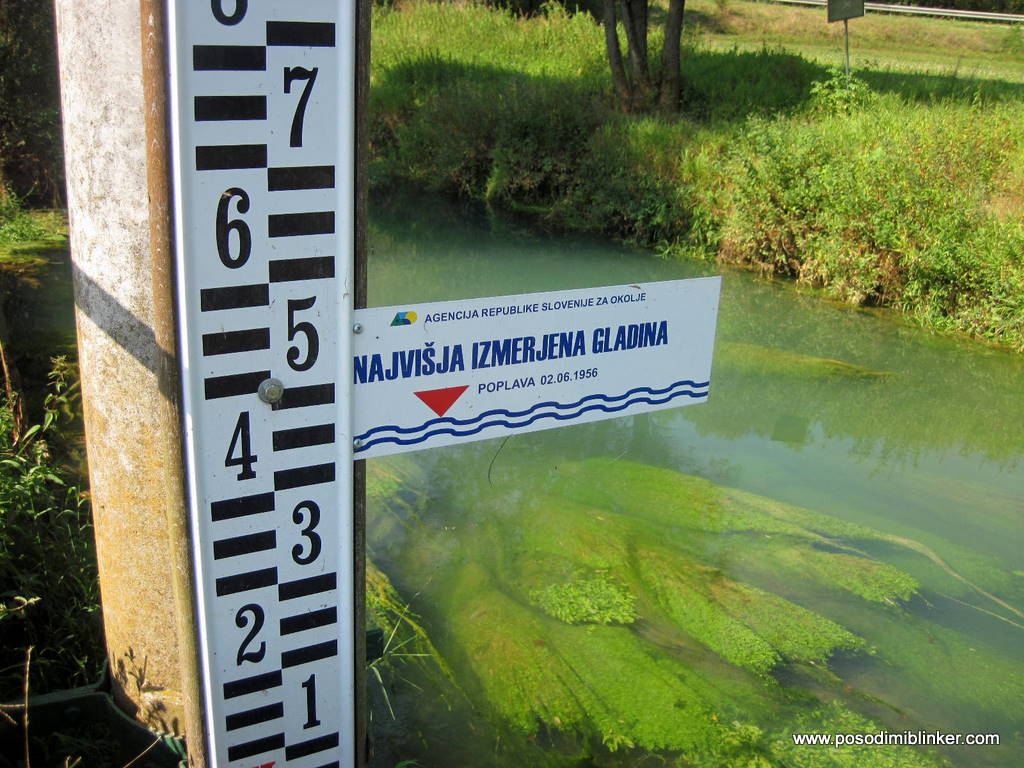 8
7
6
5
4
3
2
1
AGENCIJA REPUBLIKE SLOVENIJE ZA OKOLJE
NAJVIŠJA IZMERJENA GLADINA
POPLAVA 02.06.1956
www.posodimiblinker.com